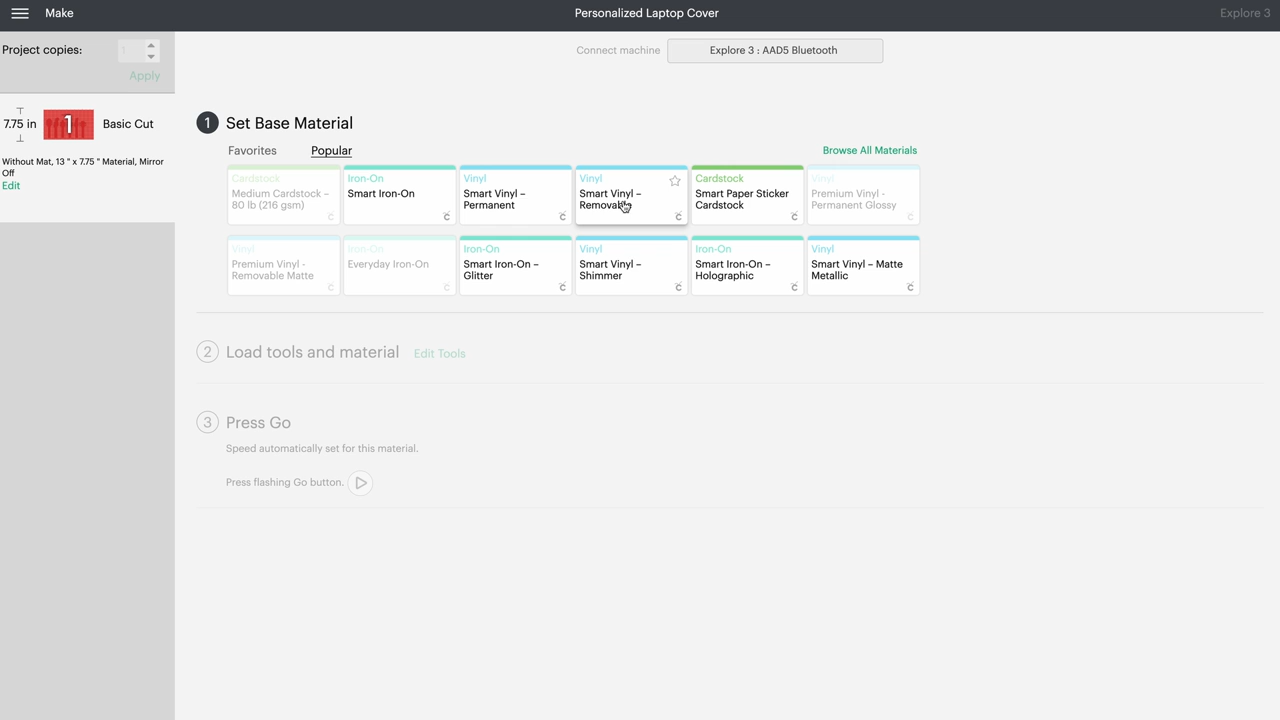 Make
Personalized Laptop Cover
Explore 3
Project copies:
1
Apply
Connect machine
Explore 3 : AAD5 Bluetooth
7.75 in
1
Basic Cut
Without Mat, 13 " x 7.75 " Material, Mirror
Off
Edit
1
Set Base Material
Favorites
Popular
Browse All Materials
Cardstock
Medium Cardstock –
80 lb (216 gsm)
Iron-On
Smart Iron-On
Vinyl
Smart Vinyl –
Permanent
Vinyl
Smart Vinyl –
Removable
Cardstock
Smart Paper Sticker
Cardstock
Vinyl
Premium Vinyl -
Permanent Glossy
Vinyl
Premium Vinyl -
Removable Matte
Iron-On
Everyday Iron-On
Iron-On
Smart Iron-On –
Glitter
Vinyl
Smart Vinyl –
Shimmer
Iron-On
Smart Iron-On –
Holographic
Vinyl
Smart Vinyl – Matte
Metallic
2
Load tools and material
Edit Tools
3
Press Go
Speed automatically set for this material.
Press flashing Go button.